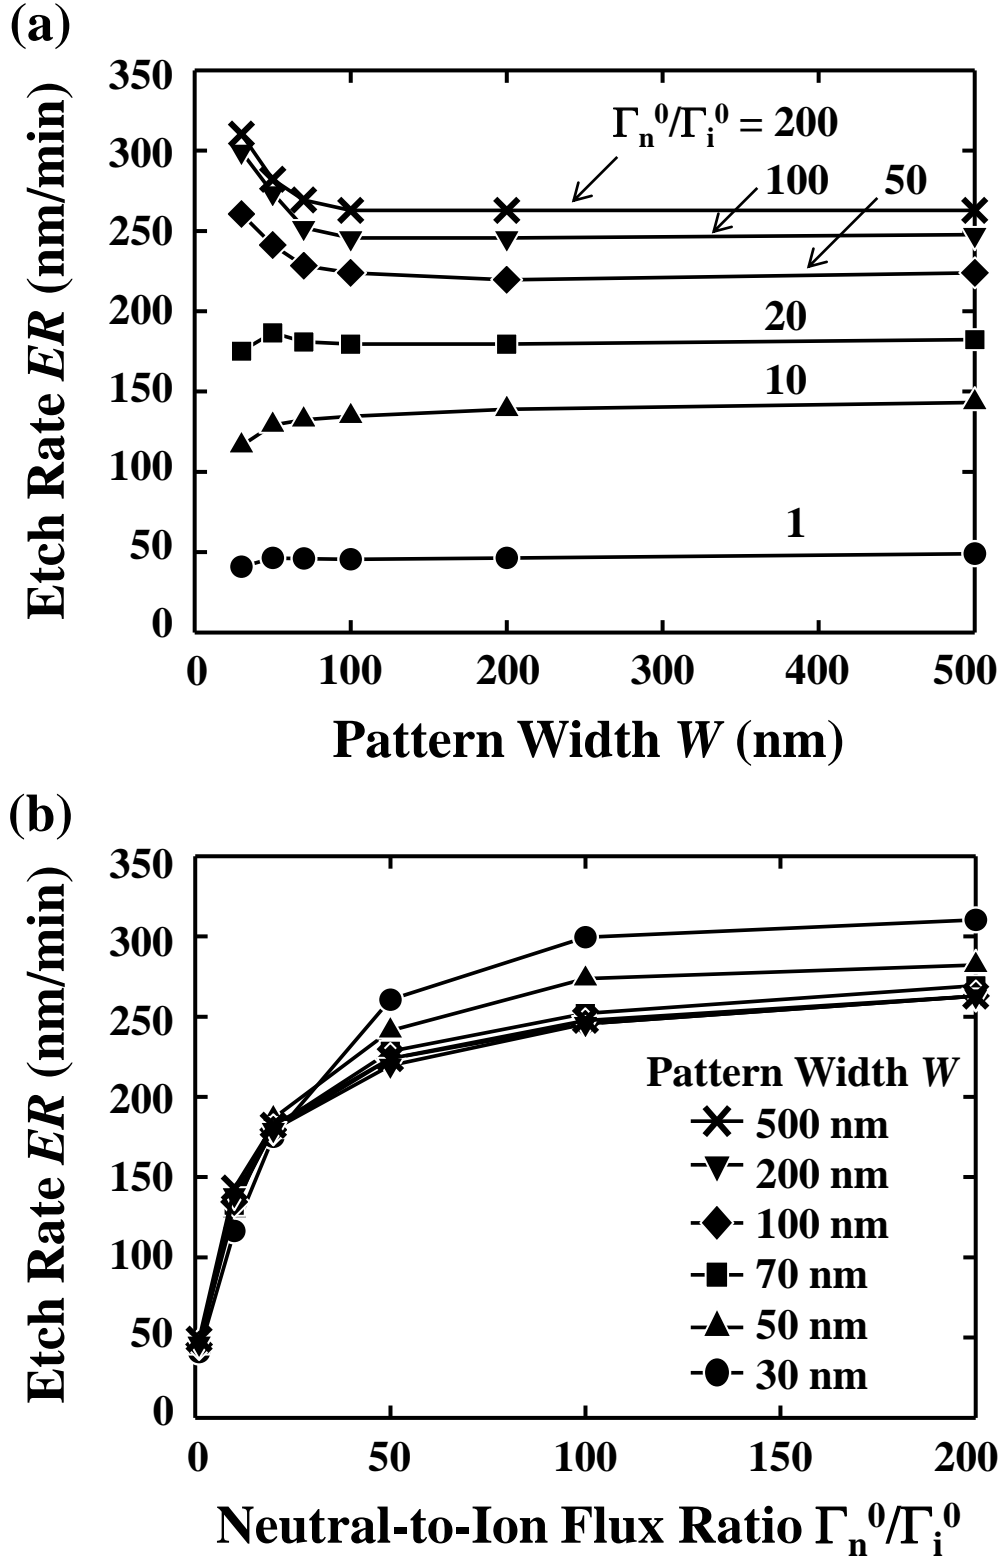 (a)
350
300
250
200
150
100
50
0
Etch Rate ER (nm/min)
Γn⁰/Γi⁰ = 200
100
50
20
10
1
0
100
200
300
400
500
Pattern Width W (nm)
(b)
350
300
250
200
150
100
50
0
Etch Rate ER (nm/min)
Pattern Width W
500 nm
200 nm
100 nm
70 nm
50 nm
30 nm
0
50
100
150
200
Neutral-to-Ion Flux Ratio Γn⁰/Γi⁰